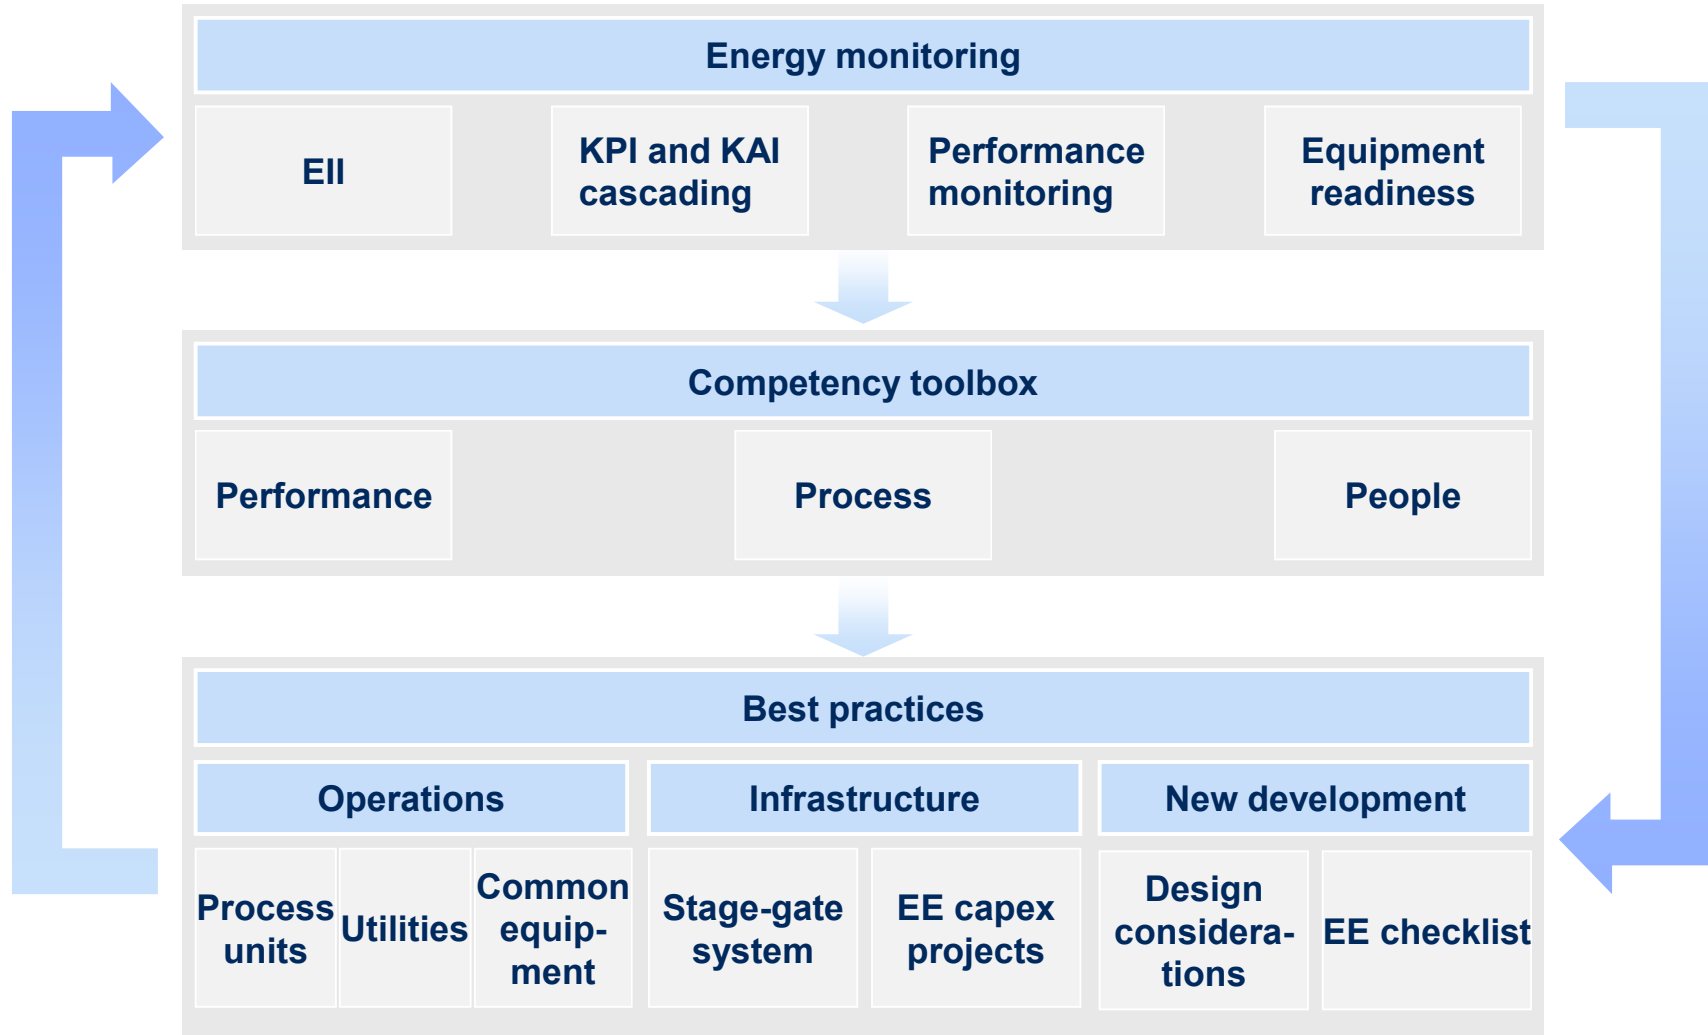 Energy monitoring
EII
KPI and KAI
cascading
Performance
monitoring
Equipment
readiness
Competency toolbox
Performance
Process
People
Best practices
Operations
Infrastructure
New development
Process
units
Utilities
Common
equip-
ment
Stage-gate
system
EE capex
projects
Design
considera-
tions
EE checklist